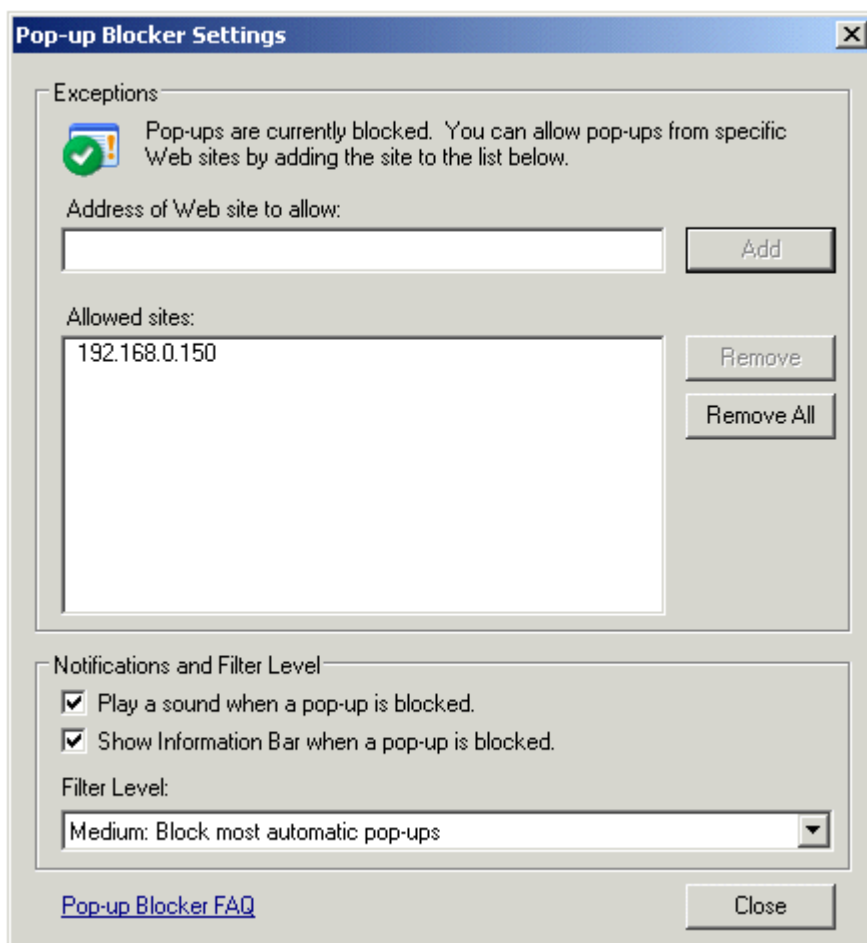 Pop-up Blocker Settings
Exceptions
Pop-ups are currently blocked. You can allow pop-ups from specific
Web sites by adding the site to the list below.
Address of Web site to allow:
Add
Allowed sites:
192.168.0.150
Remove
Remove All
Notifications and Filter Level
Play a sound when a pop-up is blocked.
Show Information Bar when a pop-up is blocked.
Filter Level:
Medium: Block most automatic pop-ups
Pop-up Blocker FAQ
Close